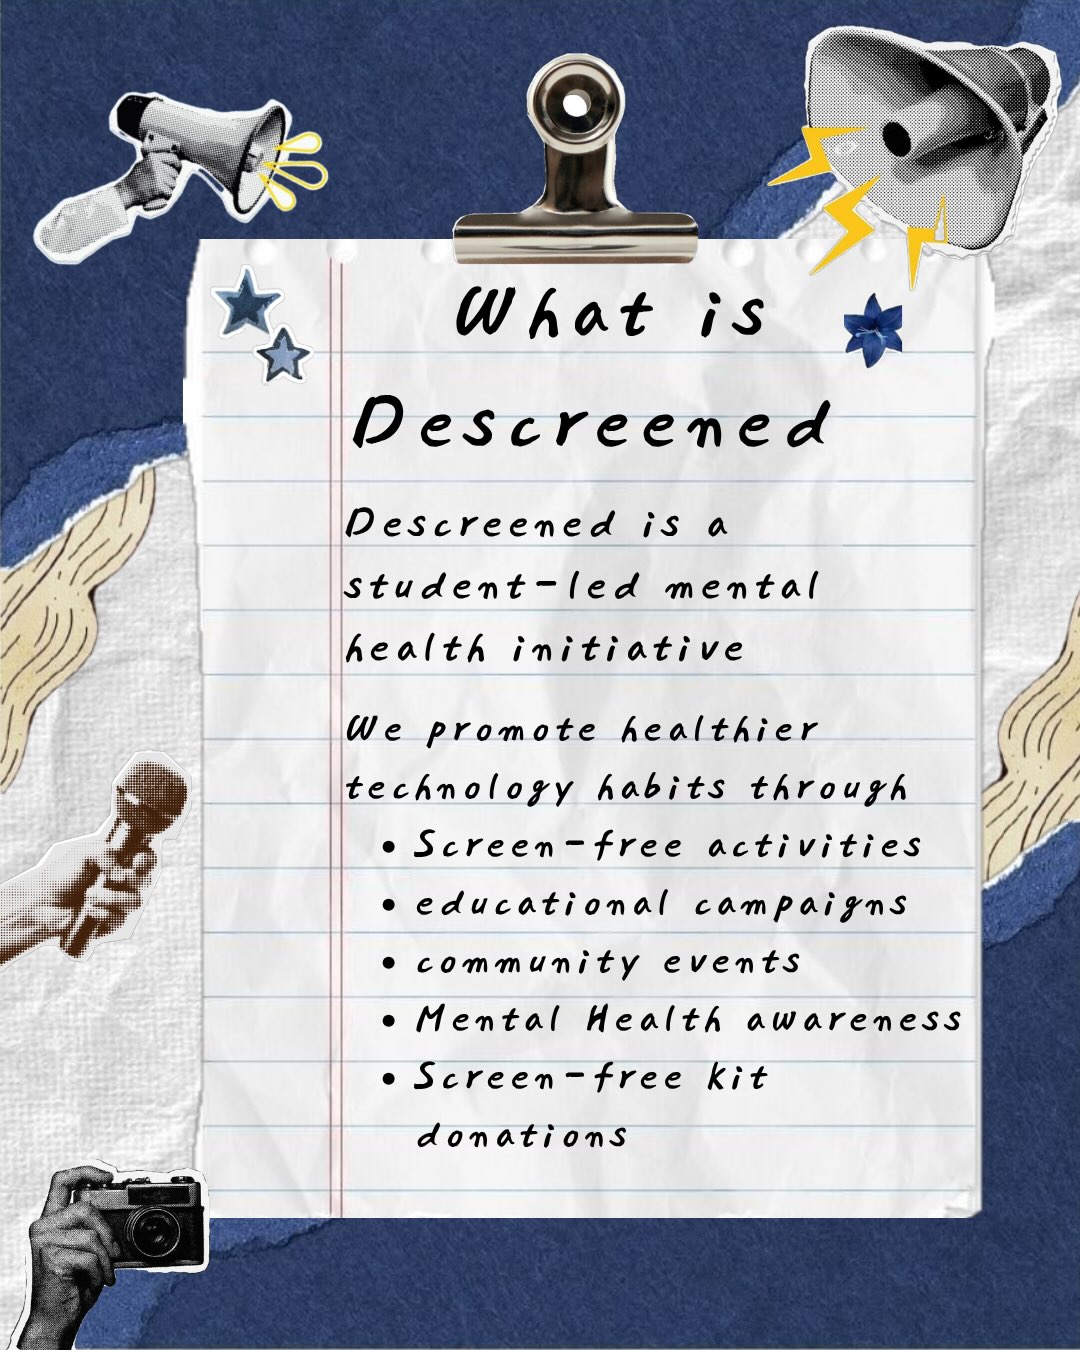 What is
Descreened
Descreened is a
student-led mental
health initiative
We promote healthier
technology habits through
• Screen-free activities
• educational campaigns
• community events
• Mental Health awareness
• Screen-free kit
donations